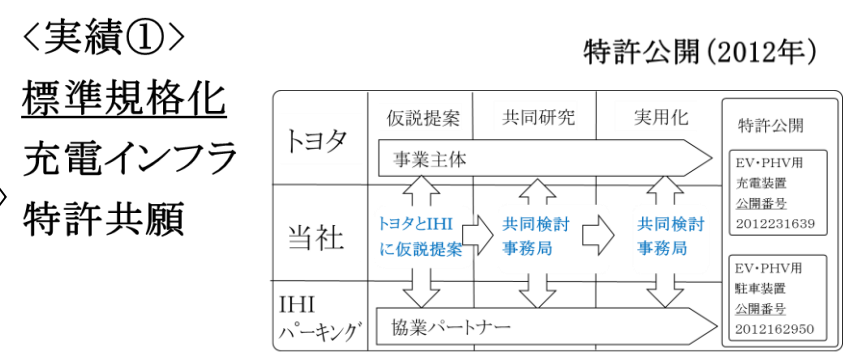 〈実績①〉
標準規格化
充電インフラ
特許共願
特許公開(2012年)
仮説提案
共同研究
実用化
トヨタ
事業主体
当社
トヨタとIHI
に仮説提案
共同検討
事務局
共同検討
事務局
IHI
パーキング
協業パートナー
特許公開
EV・PHV用
充電装置
公開番号
2012231639
EV・PHV用
駐車装置
公開番号
2012162950